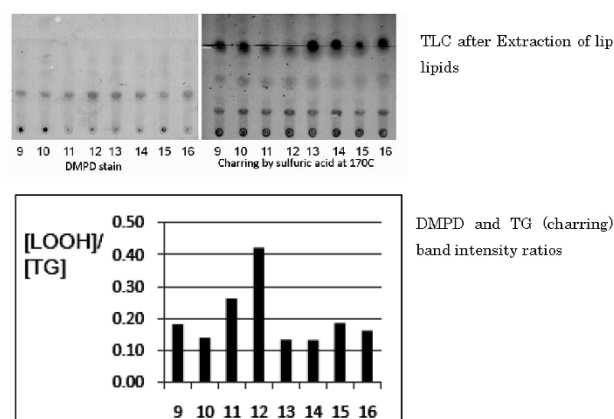 TLC after Extraction of lip
lipids
9 10 11 12 13 14 15 16
DMPD stain
9 10 11 12 13 14 15 16
Charring by sulfuric acid at 170C
DMPD and TG (charring)
band intensity ratios
[LOOH]/
[TG]
0.50
0.40
0.30
0.20
0.10
0.00
9 10 11 12 13 14 15 16